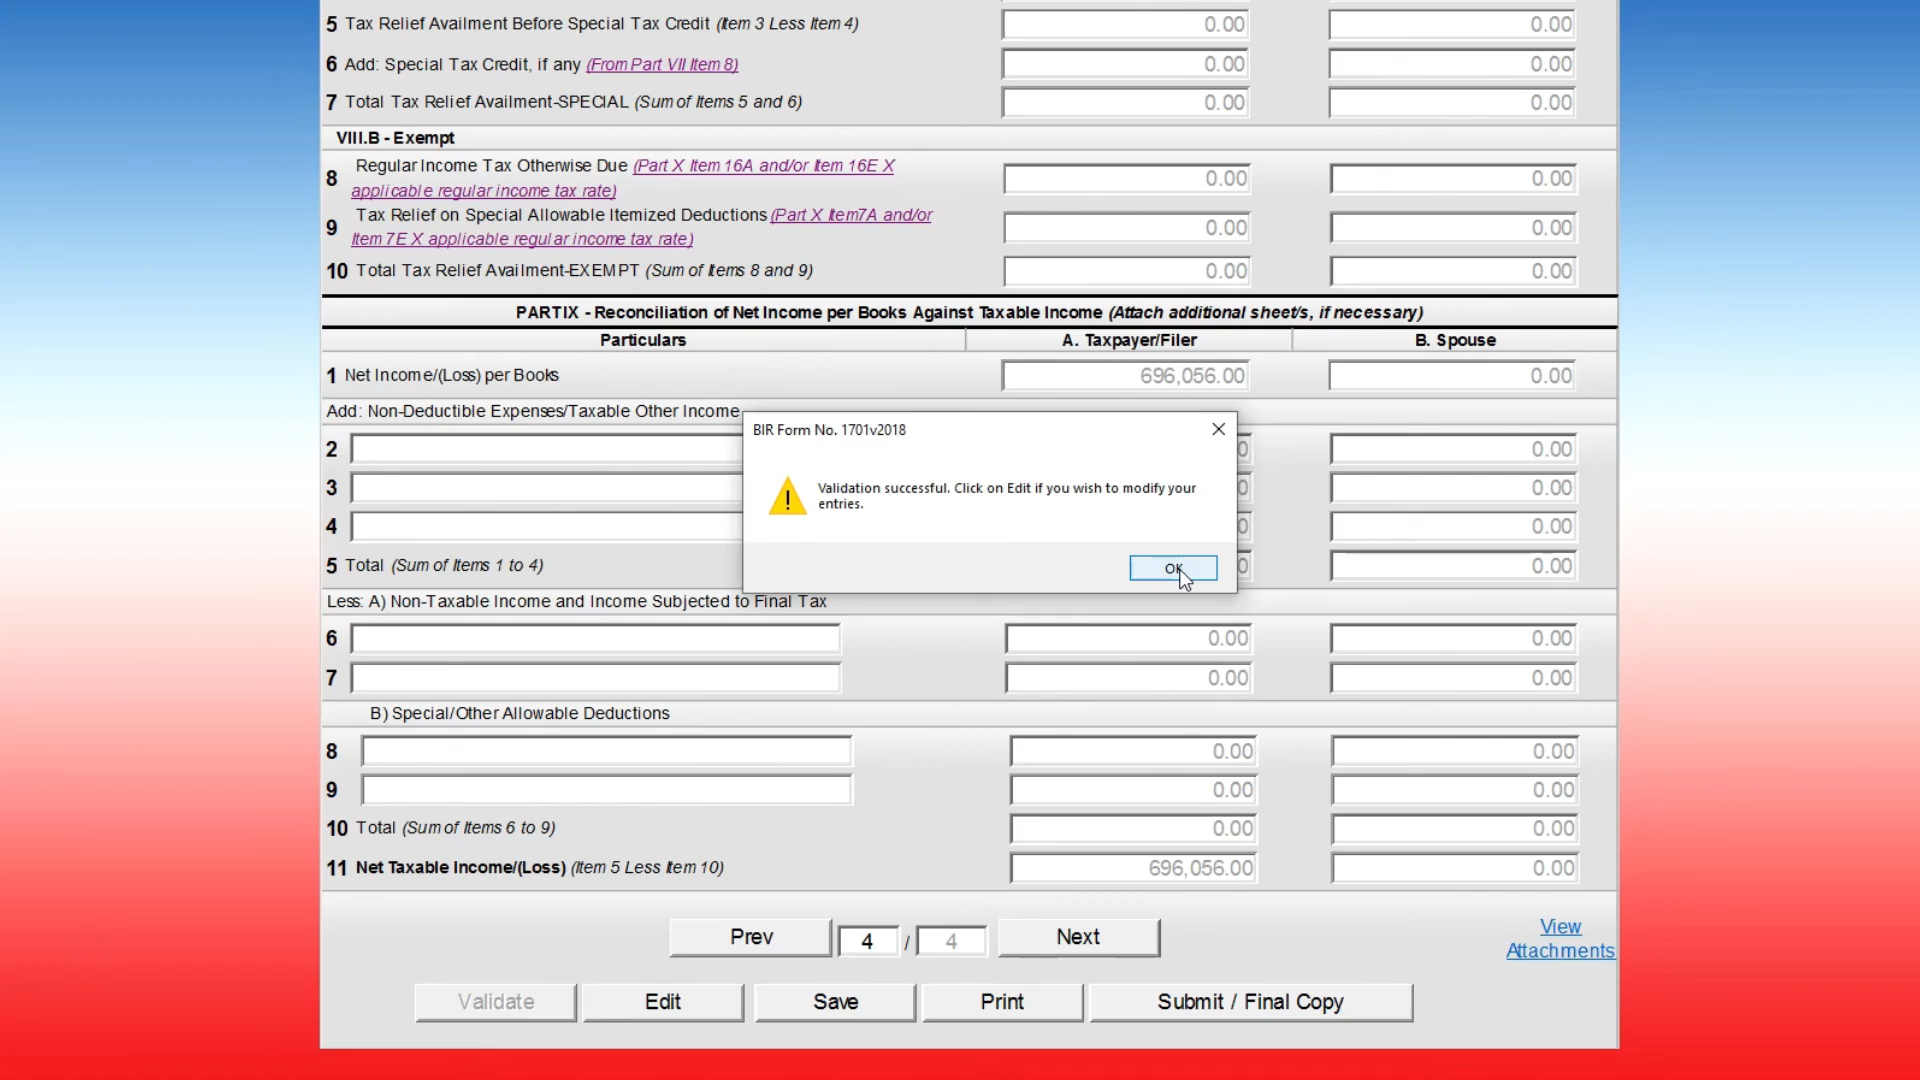 5 Tax Relief Availment Before Special Tax Credit (Item 3 Less Item 4) 0.00 0.00
6 Add: Special Tax Credit, if any (From Part VII Item 8) 0.00 0.00
7 Total Tax Relief Availment-SPECIAL (Sum of Items 5 and 6) 0.00 0.00
VIII.B - Exempt
8 Regular Income Tax Otherwise Due (Part X Item 16A and/or Item 16E X
applicable regular income tax rate) 0.00 0.00
9 Tax Relief on Special Allowable Itemized Deductions (Part X Item7A and/or
Item 7E X applicable regular income tax rate) 0.00 0.00
10 Total Tax Relief Availment-EXEMPT (Sum of Items 8 and 9) 0.00 0.00
PART IX - Reconciliation of Net Income per Books Against Taxable Income (Attach additional sheet/s, if necessary)
Particulars A. Taxpayer/Filer B. Spouse
1 Net Income/(Loss) per Books 696,056.00 0.00
Add: Non-Deductible Expenses/Taxable Other Income
BIR Form No. 1701v2018
Validation successful. Click on Edit if you wish to modify your
entries.
OK
2 0 0.00
3 0 0.00
4 0 0.00
5 Total (Sum of Items 1 to 4) 0 0.00
Less: A) Non-Taxable Income and Income Subjected to Final Tax
6 0.00 0.00
7 0.00 0.00
B) Special/Other Allowable Deductions
8 0.00 0.00
9 0.00 0.00
10 Total (Sum of Items 6 to 9) 0.00 0.00
11 Net Taxable Income/(Loss) (Item 5 Less Item 10) 696,056.00 0.00
Prev 4 / 4 Next
View
Attachments
Validate Edit Save Print Submit / Final Copy